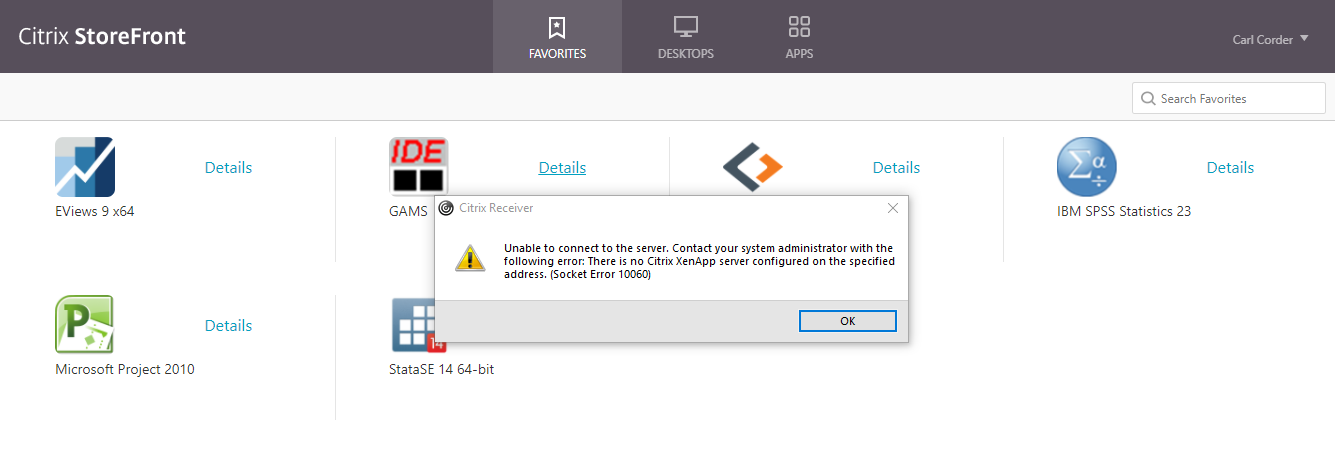 Citrix StoreFront
FAVORITES
DESKTOPS
APPS
Carl Corder
Search Favorites
Details
IDE
Details
Details
Σα÷
Details
EViews 9 x64
GAMS
IBM SPSS Statistics 23
Citrix Receiver
Unable to connect to the server. Contact your system administrator with the
following error: There is no Citrix XenApp server configured on the specified
address. (Socket Error 10060)
OK
P
Details
14
Microsoft Project 2010
StataSE 14 64-bit